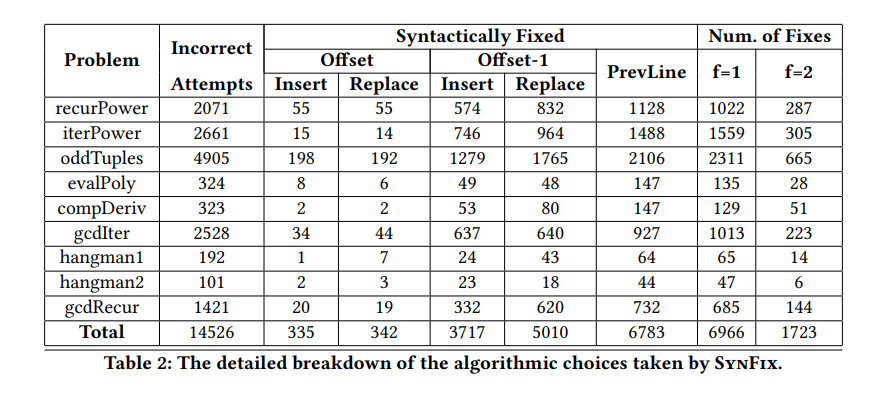 Problem Incorrect Attempts Syntactically Fixed Num. of Fixes
Offset Offset-1 PrevLine f=1 f=2
Insert Replace Insert Replace
recurPower 2071 55 55 574 832 1128 1022 287
iterPower 2661 15 14 746 964 1488 1559 305
oddTuples 4905 198 192 1279 1765 2106 2311 665
evalPoly 324 8 6 49 48 147 135 28
compDeriv 323 2 2 53 80 147 129 51
gcdIter 2528 34 44 637 640 927 1013 223
hangman1 192 1 7 24 43 64 65 14
hangman2 101 2 3 23 18 44 47 6
gcdRecur 1421 20 19 332 620 732 685 144
Total 14526 335 342 3717 5010 6783 6966 1723
Table 2: The detailed breakdown of the algorithmic choices taken by SYNFIX.